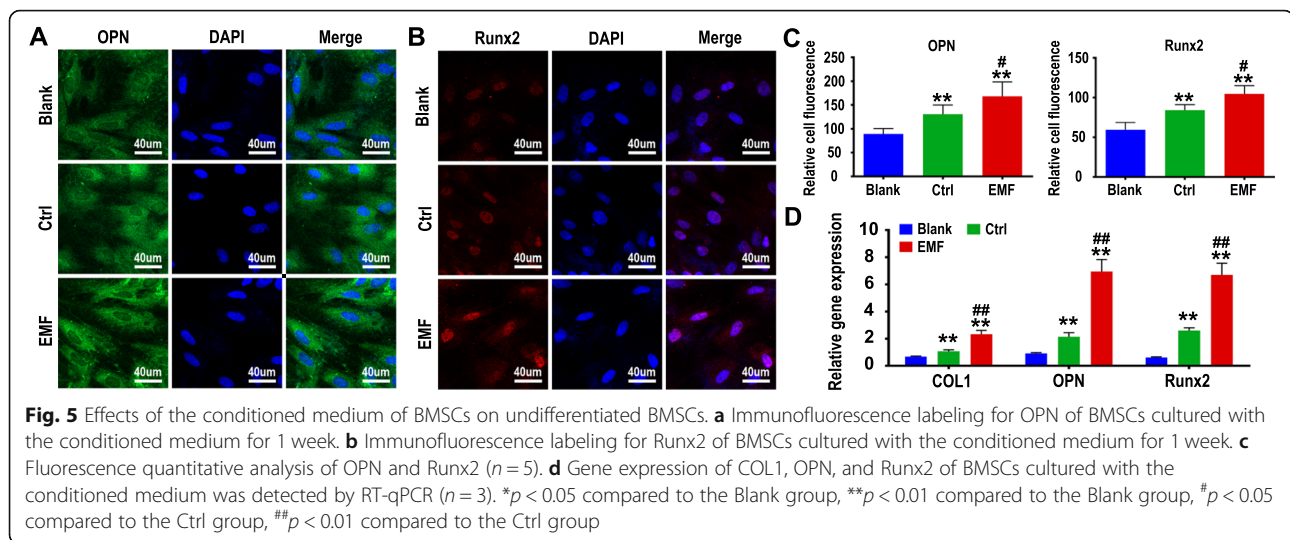 A
OPN
DAPI
Merge
Blank
40um
40um
40um
Ctrl
40um
40um
40um
EMF
40um
40um
40um
B
Runx2
DAPI
Merge
Blank
40um
40um
40um
Ctrl
40um
40um
40um
EMF
40um
40um
40um
C
OPN
Relative cell fluorescence
250
200
150
100
50
0
**
#
**
Blank
Ctrl
EMF
Runx2
Relative cell fluorescence
150
100
50
0
**
#
**
Blank
Ctrl
EMF
D
Blank
Ctrl
EMF
Relative gene expression
10
8
6
4
2
0
**
##
**
**
##
**
**
##
**
COL1
OPN
Runx2
Fig. 5 Effects of the conditioned medium of BMSCs on undifferentiated BMSCs. a Immunofluorescence labeling for OPN of BMSCs cultured with
the conditioned medium for 1 week. b Immunofluorescence labeling for Runx2 of BMSCs cultured with the conditioned medium for 1 week. c
Fluorescence quantitative analysis of OPN and Runx2 (n = 5). d Gene expression of COL1, OPN, and Runx2 of BMSCs cultured with the
conditioned medium was detected by RT-qPCR (n = 3). *p < 0.05 compared to the Blank group, **p < 0.01 compared to the Blank group, #p < 0.05
compared to the Ctrl group, ##p < 0.01 compared to the Ctrl group